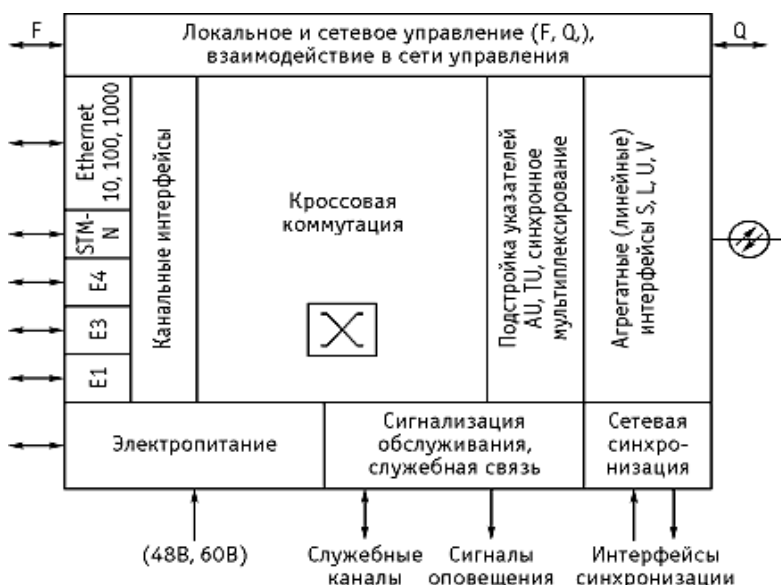 F
Локальное и сетевое управление (F, Q,),
взаимодействие в сети управления
Q
Ethernet
10, 100, 1000
STM-
N
E4
E3
E1
Канальные интерфейсы
Кроссовая
коммутация
Подстройка указателей
AU, TU, синхронное
мультиплексирование
Агрегатные (линейные)
интерфейсы S, L, U, V
Электропитание
Сигнализация
обслуживания,
служебная связь
Сетевая
синхро-
низация
(48В, 60В)
Служебные
каналы
Сигналы
оповещения
Интерфейсы
синхронизации